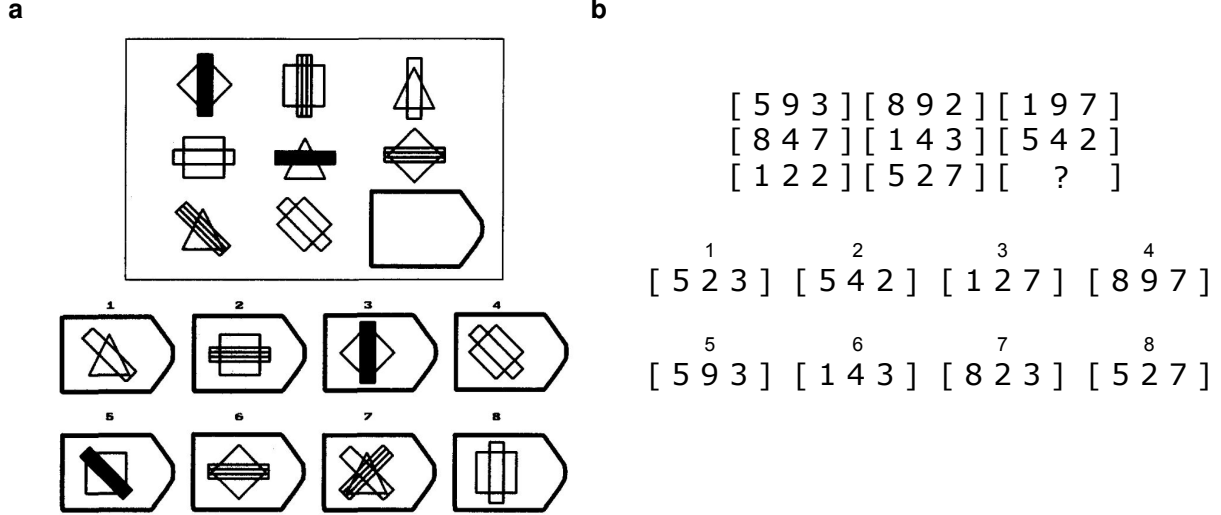 a
1 2 3 4
5 6 7 8
b
[ 5 9 3 ] [ 8 9 2 ] [ 1 9 7 ]
[ 8 4 7 ] [ 1 4 3 ] [ 5 4 2 ]
[ 1 2 2 ] [ 5 2 7 ] [ ? ]
1 2 3 4
[ 5 2 3 ] [ 5 4 2 ] [ 1 2 7 ] [ 8 9 7 ]
5 6 7 8
[ 5 9 3 ] [ 1 4 3 ] [ 8 2 3 ] [ 5 2 7 ]